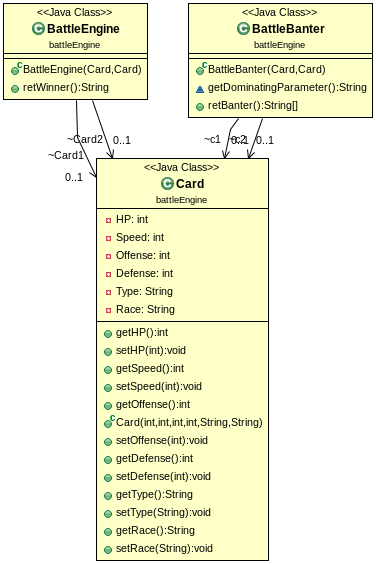 <<Java Class>>
BattleEngine
battleEngine
BattleEngine(Card,Card)
retWinner():String
<<Java Class>>
BattleBanter
battleEngine
BattleBanter(Card,Card)
getDominatingParameter():String
retBanter():String[]
~Card2
0..1
~Card1
0..1
~c1
0..1
~c2
0..1
<<Java Class>>
Card
battleEngine
HP: int
Speed: int
Offense: int
Defense: int
Type: String
Race: String
getHP():int
setHP(int):void
getSpeed():int
setSpeed(int):void
getOffense():int
Card(int,int,int,int,String,String)
setOffense(int):void
getDefense():int
setDefense(int):void
getType():String
setType(String):void
getRace():String
setRace(String):void